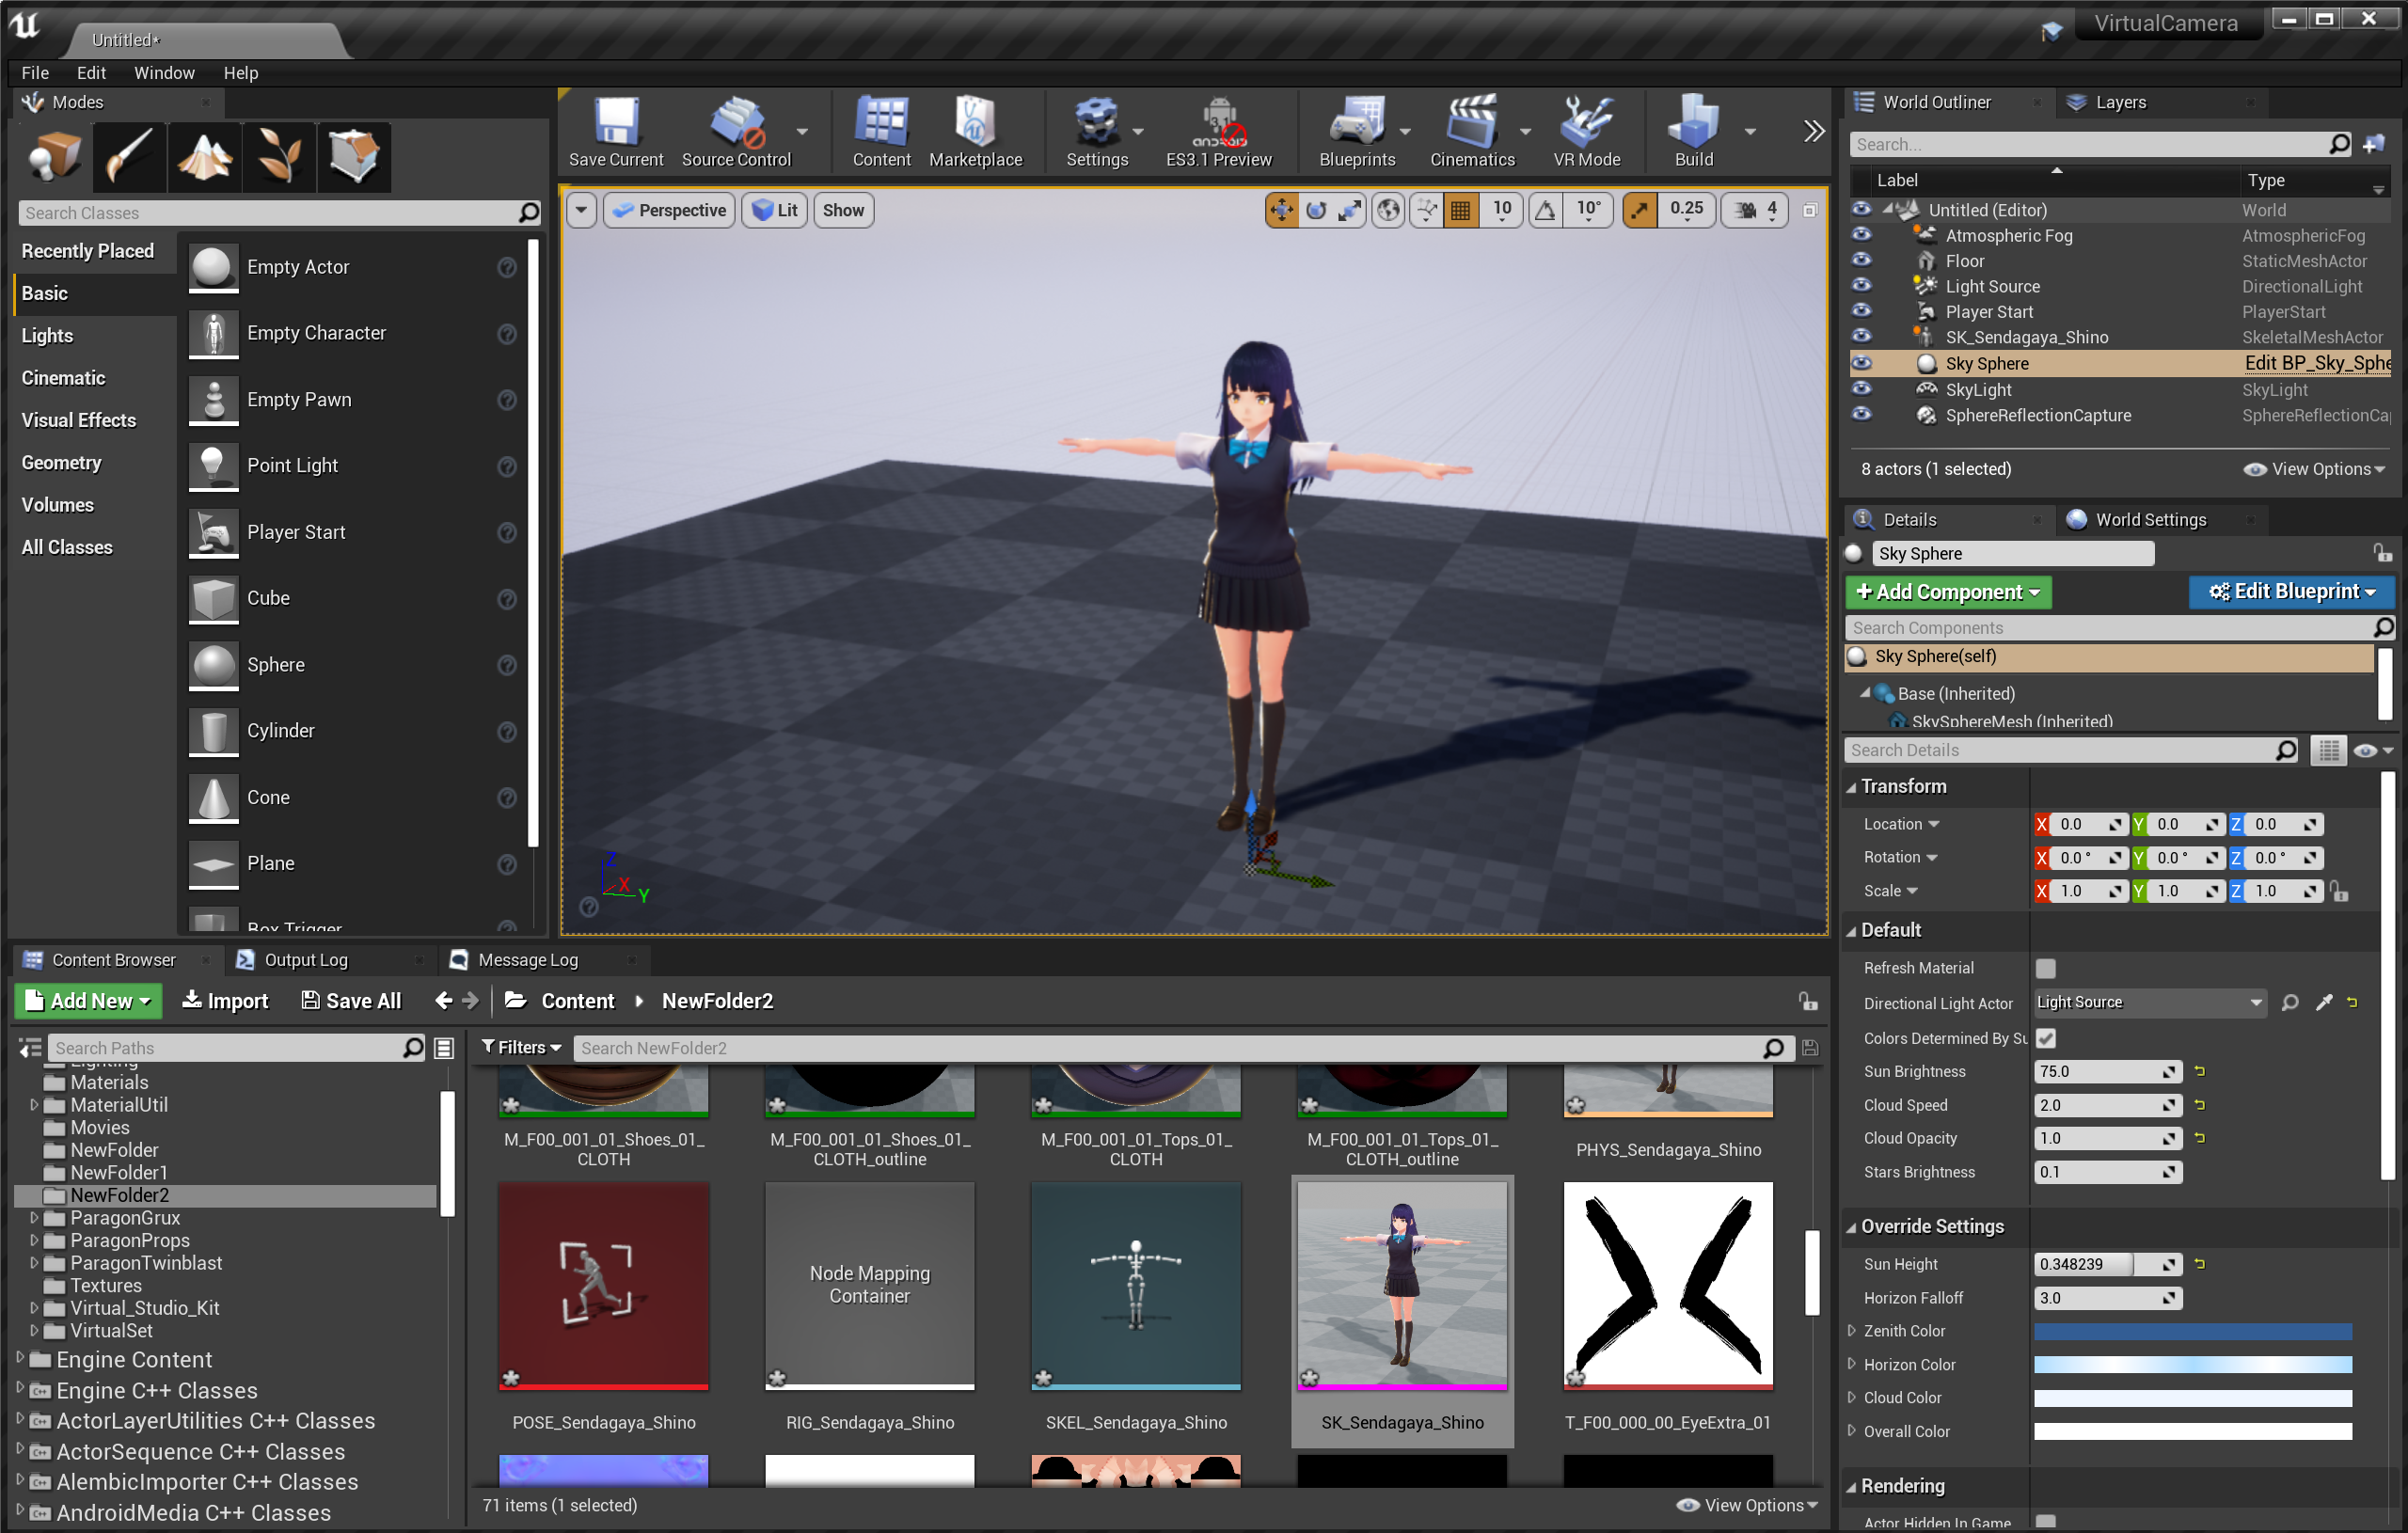 Untitled*
VirtualCamera
File Edit Window Help
Modes
Search Classes
Recently Placed
Basic
Lights
Cinematic
Visual Effects
Geometry
Volumes
All Classes
Empty Actor
Empty Character
Empty Pawn
Point Light
Player Start
Cube
Sphere
Cylinder
Cone
Plane
Box Trigger
Save Current Source Control Content Marketplace Settings ES3.1 Preview Blueprints Cinematics VR Mode Build
Perspective Lit Show 10 10° 0.25 4
Z
X
Y
World Outliner Layers
Search...
Label Type
Untitled (Editor) World
Atmospheric Fog AtmosphericFog
Floor StaticMeshActor
Light Source DirectionalLight
Player Start PlayerStart
SK_Sendagaya_Shino SkeletalMeshActor
Sky Sphere Edit BP_Sky_Sphe
SkyLight SkyLight
SphereReflectionCapture SphereReflectionCa
8 actors (1 selected) View Options
Details World Settings
Sky Sphere
+ Add Component Edit Blueprint
Search Components
Sky Sphere(self)
Base (Inherited)
SkySphereMesh (Inherited)
Search Details
Transform
Location X 0.0 Y 0.0 Z 0.0
Rotation X 0.0 ° Y 0.0 ° Z 0.0 °
Scale X 1.0 Y 1.0 Z 1.0
Default
Refresh Material
Directional Light Actor Light Source
Colors Determined By Su
Sun Brightness 75.0
Cloud Speed 2.0
Cloud Opacity 1.0
Stars Brightness 0.1
Override Settings
Sun Height 0.348239
Horizon Falloff 3.0
Zenith Color
Horizon Color
Cloud Color
Overall Color
Rendering
Actor Hidden In Game
Content Browser Output Log Message Log
Add New Import Save All Content NewFolder2
Search Paths
Filters Search NewFolder2
Lighting
Materials
MaterialUtil
Movies
NewFolder
NewFolder1
NewFolder2
ParagonGrux
ParagonProps
ParagonTwinblast
Textures
Virtual_Studio_Kit
VirtualSet
Engine Content
Engine C++ Classes
ActorLayerUtilities C++ Classes
ActorSequence C++ Classes
AlembicImporter C++ Classes
AndroidMedia C++ Classes
M_F00_001_01_Shoes_01_
CLOTH
M_F00_001_01_Shoes_01_
CLOTH_outline
M_F00_001_01_Tops_01_
CLOTH
M_F00_001_01_Tops_01_
CLOTH_outline
PHYS_Sendagaya_Shino
Node Mapping
Container
POSE_Sendagaya_Shino
RIG_Sendagaya_Shino
SKEL_Sendagaya_Shino
SK_Sendagaya_Shino
T_F00_000_00_EyeExtra_01
71 items (1 selected) View Options